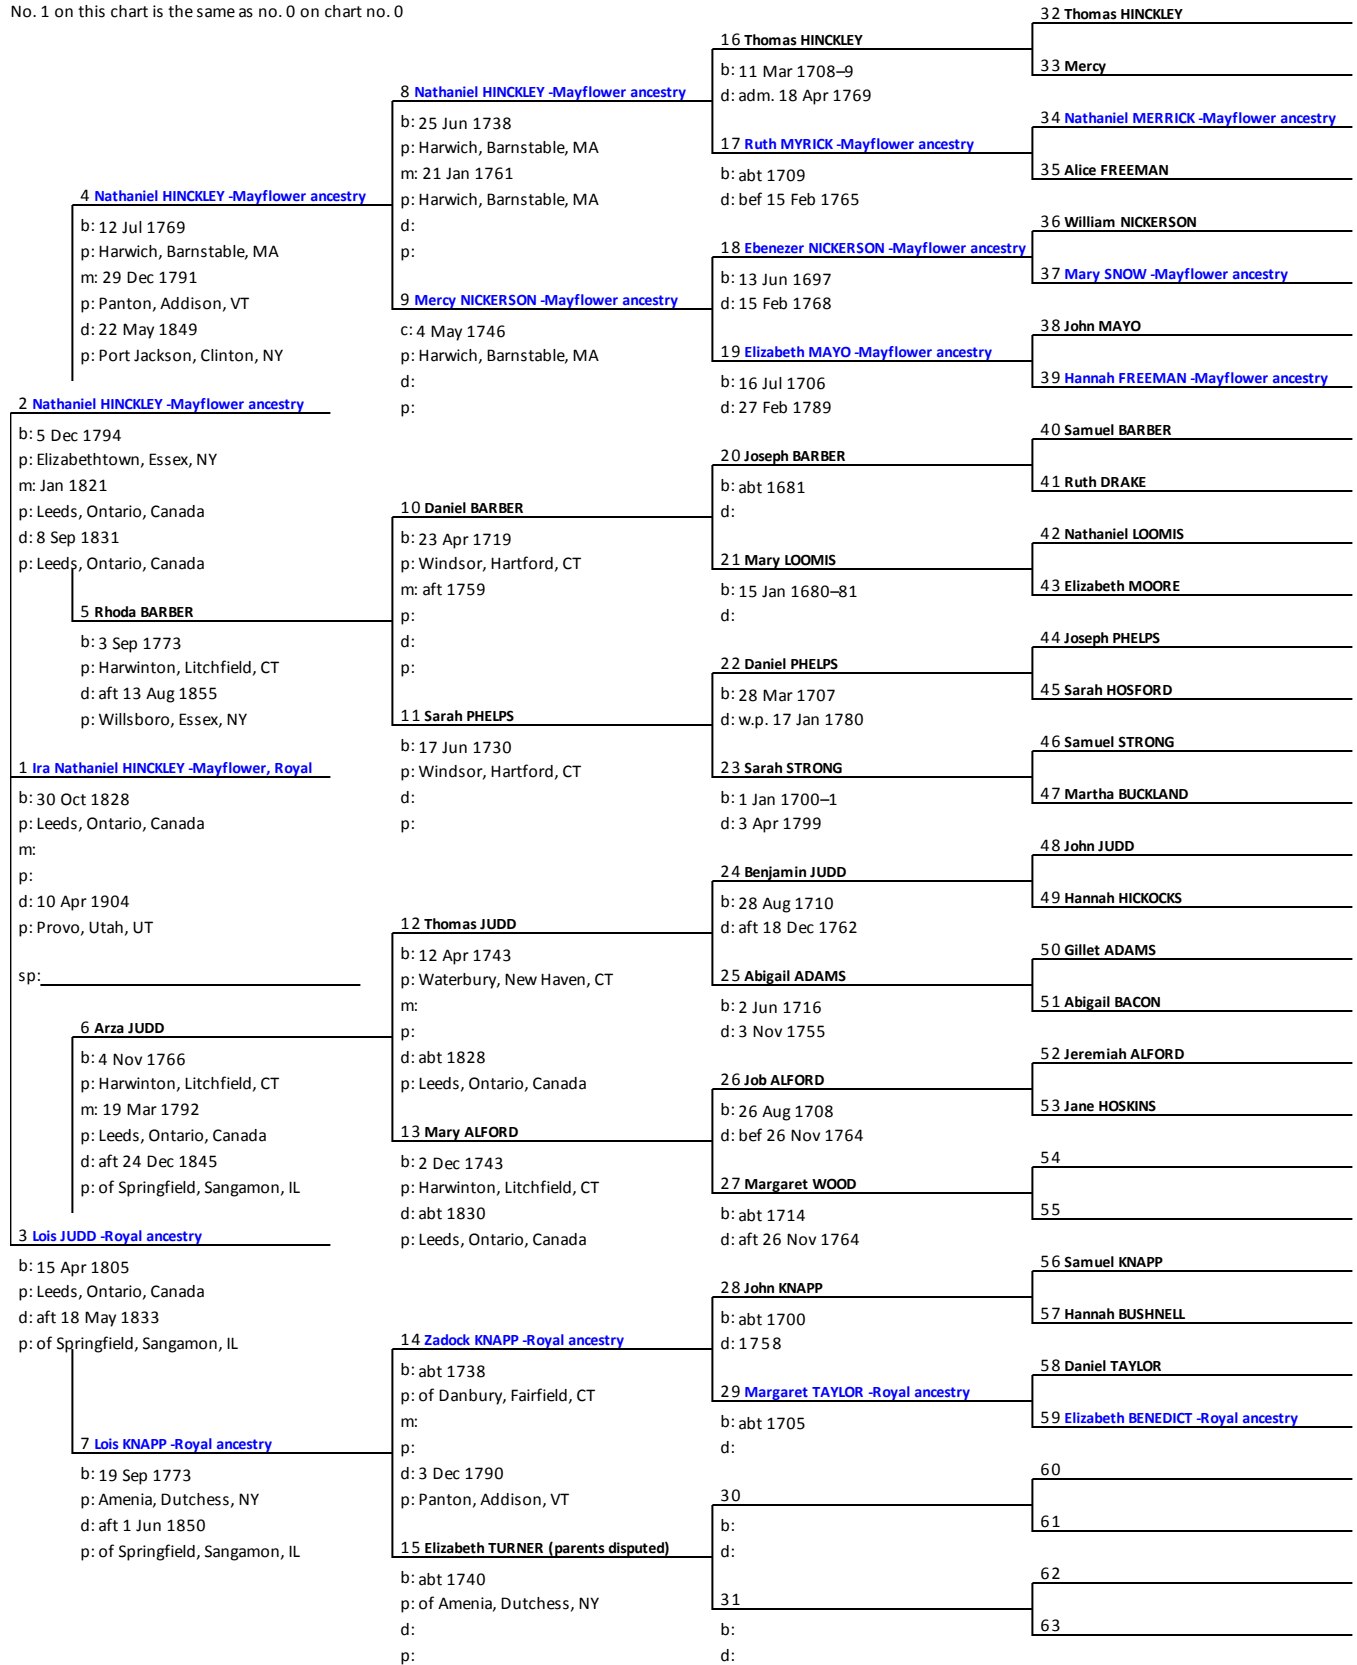 No. 1 on this chart is the same as no. 0 on chart no. 0
32 Thomas HINCKLEY
16 Thomas HINCKLEY
b: 11 Mar 1708–9
d: adm. 18 Apr 1769
33 Mercy
8 Nathaniel HINCKLEY -Mayflower ancestry
b: 25 Jun 1738
p: Harwich, Barnstable, MA
m: 21 Jan 1761
p: Harwich, Barnstable, MA
d:
p:
34 Nathaniel MERRICK -Mayflower ancestry
17 Ruth MYRICK -Mayflower ancestry
b: abt 1709
d: bef 15 Feb 1765
35 Alice FREEMAN
4 Nathaniel HINCKLEY -Mayflower ancestry
b: 12 Jul 1769
p: Harwich, Barnstable, MA
m: 29 Dec 1791
p: Panton, Addison, VT
d: 22 May 1849
p: Port Jackson, Clinton, NY
36 William NICKERSON
18 Ebenezer NICKERSON -Mayflower ancestry
b: 13 Jun 1697
d: 15 Feb 1768
37 Mary SNOW -Mayflower ancestry
9 Mercy NICKERSON -Mayflower ancestry
c: 4 May 1746
p: Harwich, Barnstable, MA
d:
p:
38 John MAYO
19 Elizabeth MAYO -Mayflower ancestry
b: 16 Jul 1706
d: 27 Feb 1789
39 Hannah FREEMAN -Mayflower ancestry
2 Nathaniel HINCKLEY -Mayflower ancestry
b: 5 Dec 1794
p: Elizabethtown, Essex, NY
m: Jan 1821
p: Leeds, Ontario, Canada
d: 8 Sep 1831
p: Leeds, Ontario, Canada
40 Samuel BARBER
20 Joseph BARBER
b: abt 1681
d:
41 Ruth DRAKE
10 Daniel BARBER
b: 23 Apr 1719
p: Windsor, Hartford, CT
m: aft 1759
p:
d:
p:
42 Nathaniel LOOMIS
21 Mary LOOMIS
b: 15 Jan 1680–81
d:
43 Elizabeth MOORE
5 Rhoda BARBER
b: 3 Sep 1773
p: Harwinton, Litchfield, CT
d: aft 13 Aug 1855
p: Willsboro, Essex, NY
44 Joseph PHELPS
22 Daniel PHELPS
b: 28 Mar 1707
d: w.p. 17 Jan 1780
45 Sarah HOSFORD
11 Sarah PHELPS
b: 17 Jun 1730
p: Windsor, Hartford, CT
d:
p:
46 Samuel STRONG
23 Sarah STRONG
b: 1 Jan 1700–1
d: 3 Apr 1799
47 Martha BUCKLAND
1 Ira Nathaniel HINCKLEY -Mayflower, Royal
b: 30 Oct 1828
p: Leeds, Ontario, Canada
m:
p:
d: 10 Apr 1904
p: Provo, Utah, UT
sp:
48 John JUDD
24 Benjamin JUDD
b: 28 Aug 1710
d: aft 18 Dec 1762
49 Hannah HICKOCKS
12 Thomas JUDD
b: 12 Apr 1743
p: Waterbury, New Haven, CT
m:
p:
d: abt 1828
p: Leeds, Ontario, Canada
50 Gillet ADAMS
25 Abigail ADAMS
b: 2 Jun 1716
d: 3 Nov 1755
51 Abigail BACON
6 Arza JUDD
b: 4 Nov 1766
p: Harwinton, Litchfield, CT
m: 19 Mar 1792
p: Leeds, Ontario, Canada
d: aft 24 Dec 1845
p: of Springfield, Sangamon, IL
52 Jeremiah ALFORD
26 Job ALFORD
b: 26 Aug 1708
d: bef 26 Nov 1764
53 Jane HOSKINS
13 Mary ALFORD
b: 2 Dec 1743
p: Harwinton, Litchfield, CT
d: abt 1830
p: Leeds, Ontario, Canada
54
27 Margaret WOOD
b: abt 1714
d: aft 26 Nov 1764
55
3 Lois JUDD -Royal ancestry
b: 15 Apr 1805
p: Leeds, Ontario, Canada
d: aft 18 May 1833
p: of Springfield, Sangamon, IL
56 Samuel KNAPP
28 John KNAPP
b: abt 1700
d: 1758
57 Hannah BUSHNELL
14 Zadock KNAPP -Royal ancestry
b: abt 1738
p: of Danbury, Fairfield, CT
m:
p:
d: 3 Dec 1790
p: Panton, Addison, VT
58 Daniel TAYLOR
29 Margaret TAYLOR -Royal ancestry
b: abt 1705
d:
59 Elizabeth BENEDICT -Royal ancestry
7 Lois KNAPP -Royal ancestry
b: 19 Sep 1773
p: Amenia, Dutchess, NY
d: aft 1 Jun 1850
p: of Springfield, Sangamon, IL
60
30
b:
d:
61
15 Elizabeth TURNER (parents disputed)
b: abt 1740
p: of Amenia, Dutchess, NY
d:
p:
62
31
b:
d:
63